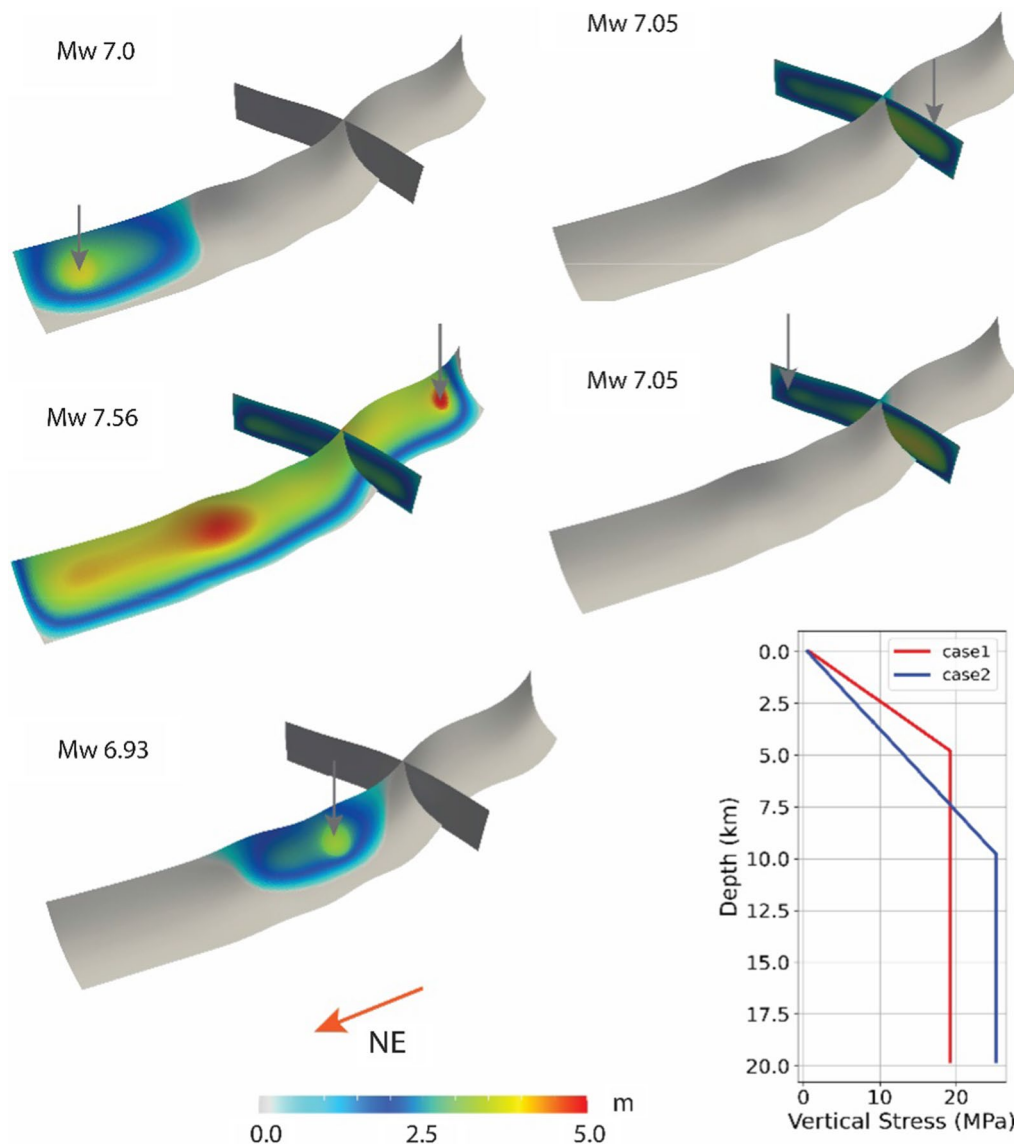 Mw 7.0
Mw 7.05
Mw 7.56
Mw 7.05
Mw 6.93
case1
case2
0.0
2.5
5.0
7.5
10.0
12.5
15.0
17.5
20.0
Depth (km)
0 10 20
Vertical Stress (MPa)
NE
m
0.0 2.5 5.0